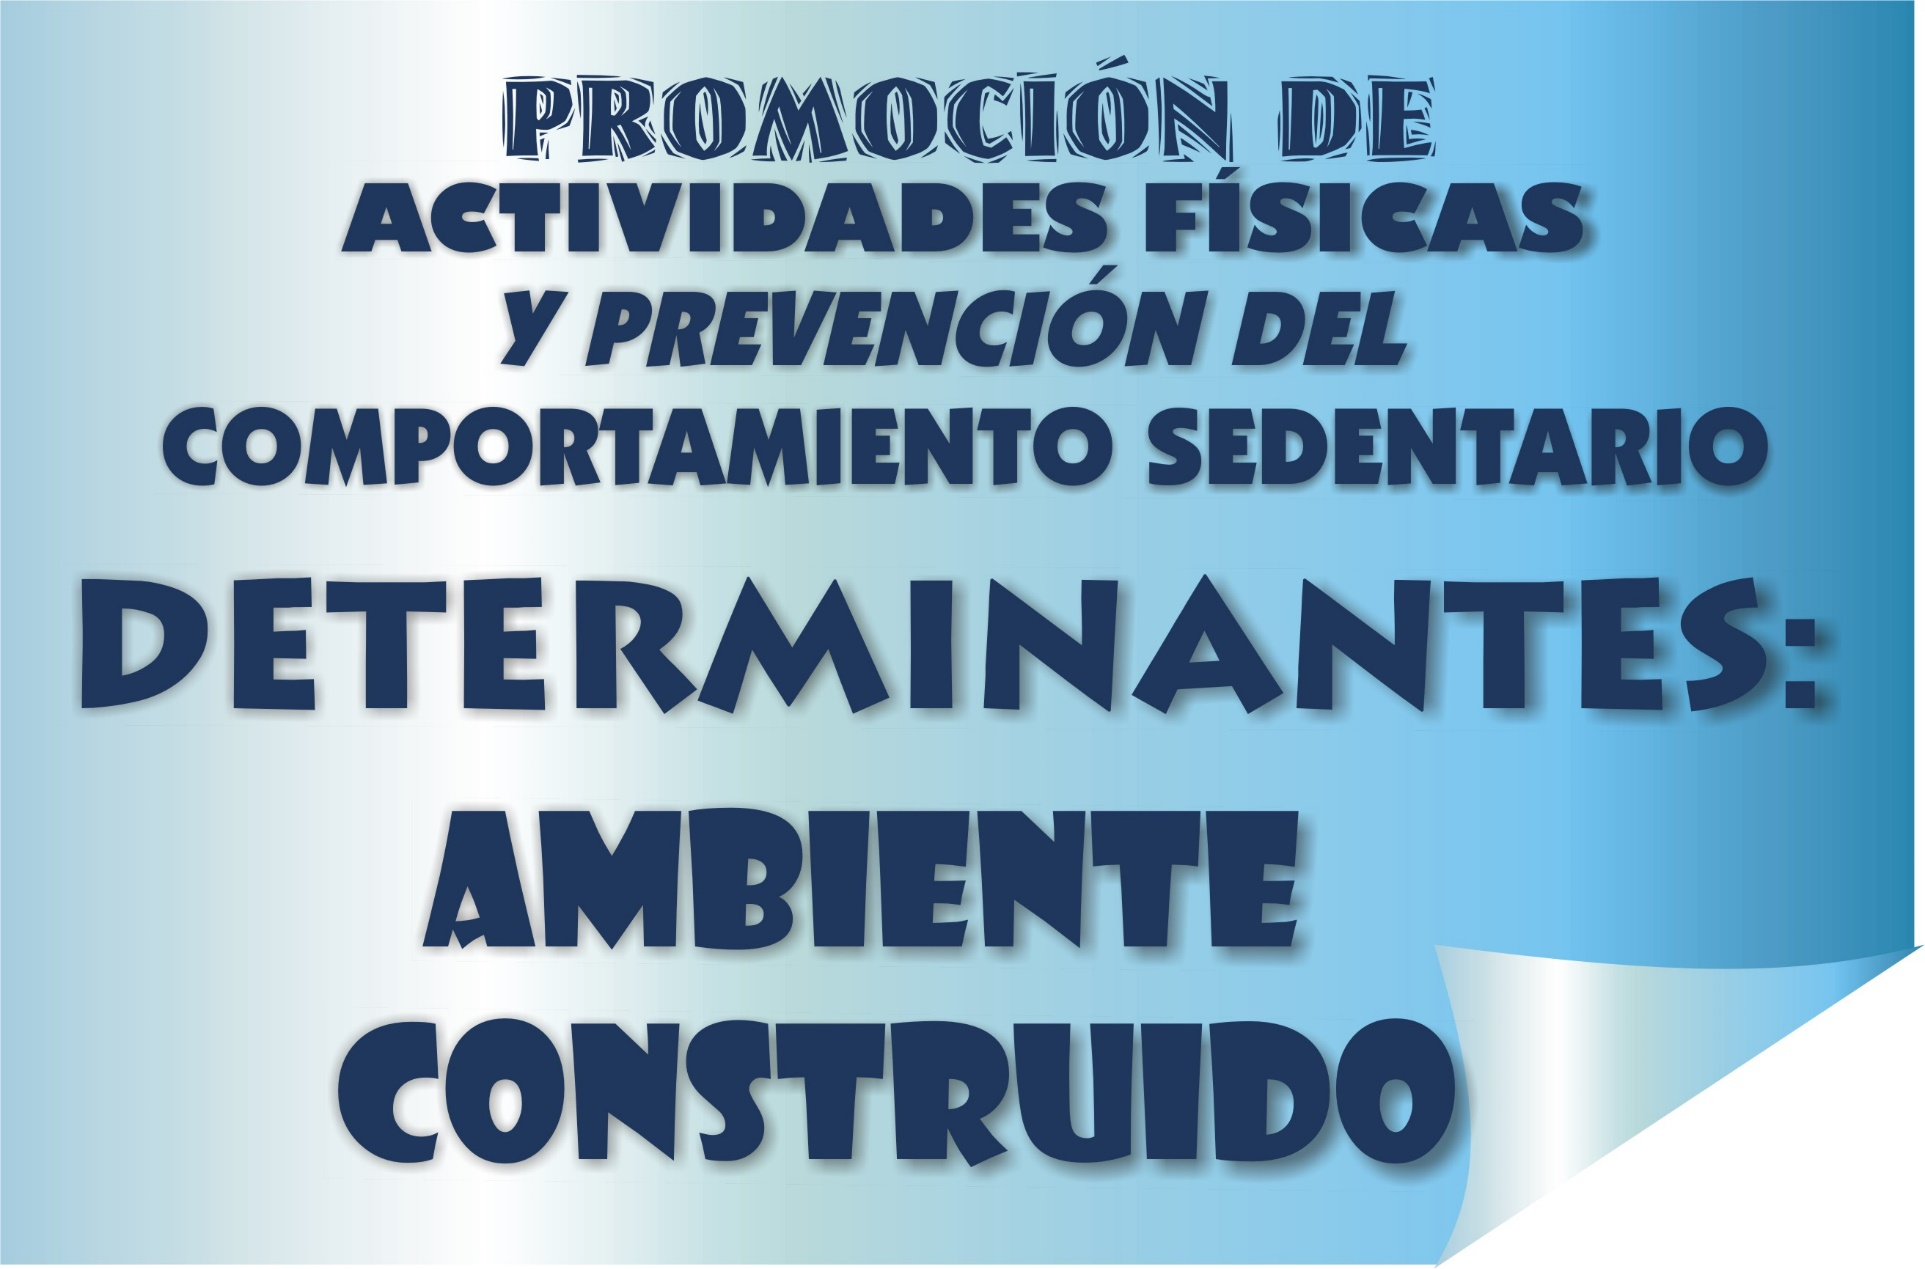 PROMOCIÓN DE
ACTIVIDADES FÍSICAS
Y PREVENCIÓN DEL
COMPORTAMIENTO SEDENTARIO
DETERMINANTES:
AMBIENTE
CONSTRUIDO